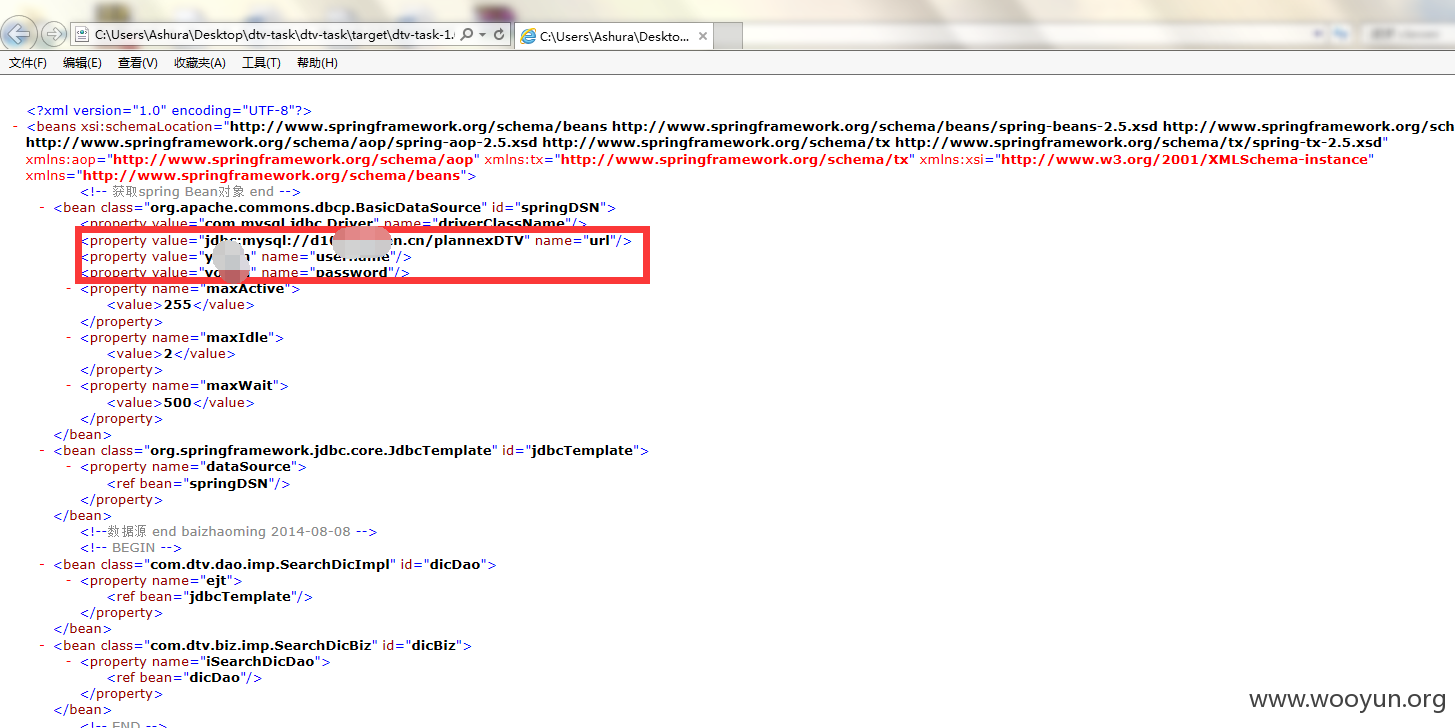 C:\Users\Ashura\Desktop\dtv-task\dtv-task\target\dtv-task-1.
C:\Users\Ashura\Deskto...
文件(F) 编辑(E) 查看(V) 收藏夹(A) 工具(T) 帮助(H)
<?xml version="1.0" encoding="UTF-8"?>
- <beans xsi:schemaLocation="http://www.springframework.org/schema/beans http://www.springframework.org/schema/beans/spring-beans-2.5.xsd http://www.springframework.org/sch
http://www.springframework.org/schema/aop/spring-aop-2.5.xsd http://www.springframework.org/schema/tx http://www.springframework.org/schema/tx/spring-tx-2.5.xsd"
xmlns:aop="http://www.springframework.org/schema/aop" xmlns:tx="http://www.springframework.org/schema/tx" xmlns:xsi="http://www.w3.org/2001/XMLSchema-instance"
xmlns="http://www.springframework.org/schema/beans">
<!-- 获取spring Bean对象 end -->
- <bean class="org.apache.commons.dbcp.BasicDataSource" id="springDSN">
<property value="com.mysql.jdbc.Driver" name="driverClassName"/>
<property value="jdbc:mysql://d1 n.cn/plannexDTV" name="url"/>
<property value="y n" name="username"/>
<property value=" " name="password"/>
- <property name="maxActive">
<value>255</value>
</property>
- <property name="maxIdle">
<value>2</value>
</property>
- <property name="maxWait">
<value>500</value>
</property>
</bean>
- <bean class="org.springframework.jdbc.core.JdbcTemplate" id="jdbcTemplate">
- <property name="dataSource">
<ref bean="springDSN"/>
</property>
</bean>
<!--数据源 end baizhaoming 2014-08-08 -->
<!-- BEGIN -->
- <bean class="com.dtv.dao.imp.SearchDicImpl" id="dicDao">
- <property name="ejt">
<ref bean="jdbcTemplate"/>
</property>
</bean>
- <bean class="com.dtv.biz.imp.SearchDicBiz" id="dicBiz">
- <property name="iSearchDicDao">
<ref bean="dicDao"/>
</property>
</bean>
<!-- END -->
www.wooyun.org